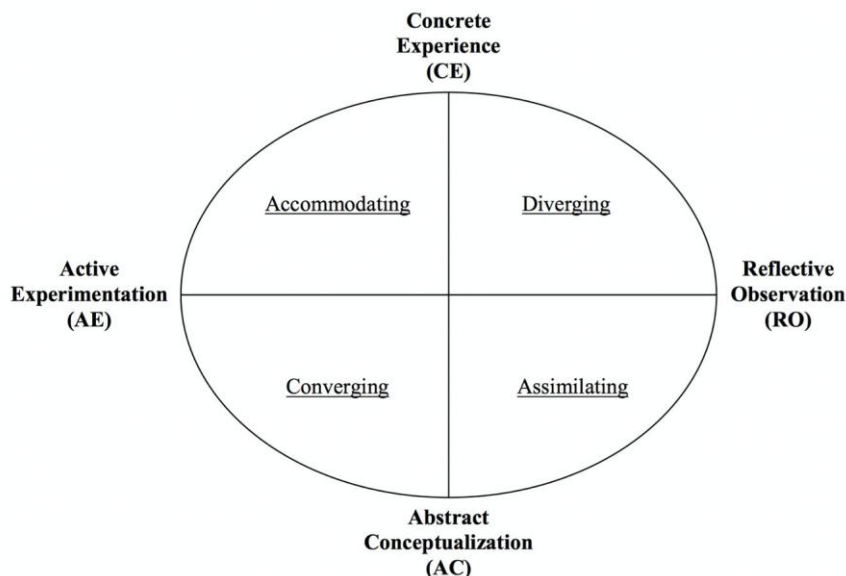 Concrete
Experience
(CE)
Accommodating
Diverging
Active
Experimentation
(AE)
Reflective
Observation
(RO)
Converging
Assimilating
Abstract
Conceptualization
(AC)